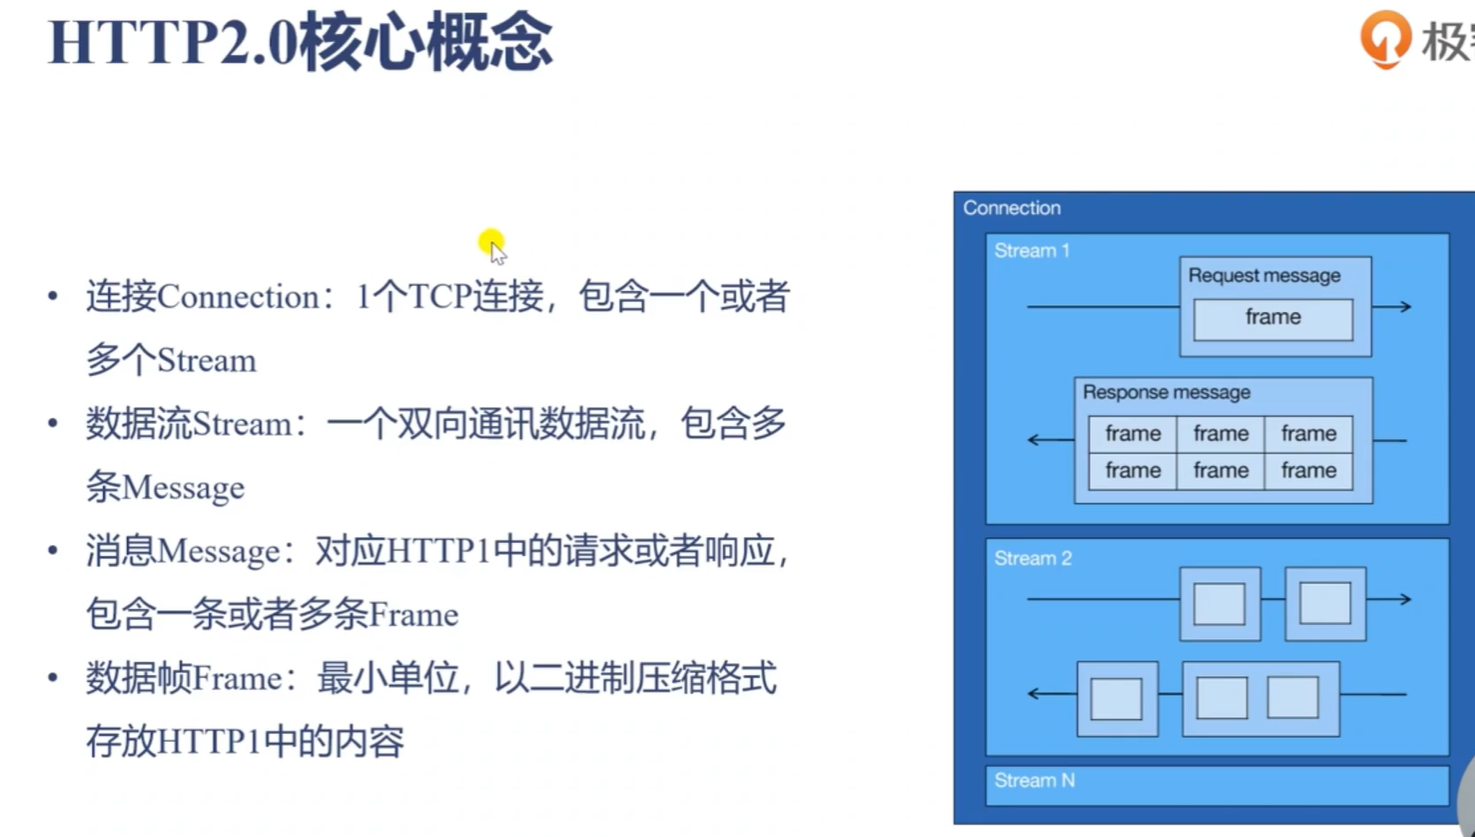 HTTP2.0核心概念
极
连接Connection：1个TCP连接，包含一个或者
多个Stream
数据流Stream：一个双向通讯数据流，包含多
条Message
消息Message：对应HTTP1中的请求或者响应，
包含一条或者多条Frame
数据帧Frame：最小单位，以二进制压缩格式
存放HTTP1中的内容
Connection
Stream 1
Request message
frame
Response message
frame frame frame
frame frame frame
Stream 2
Stream N